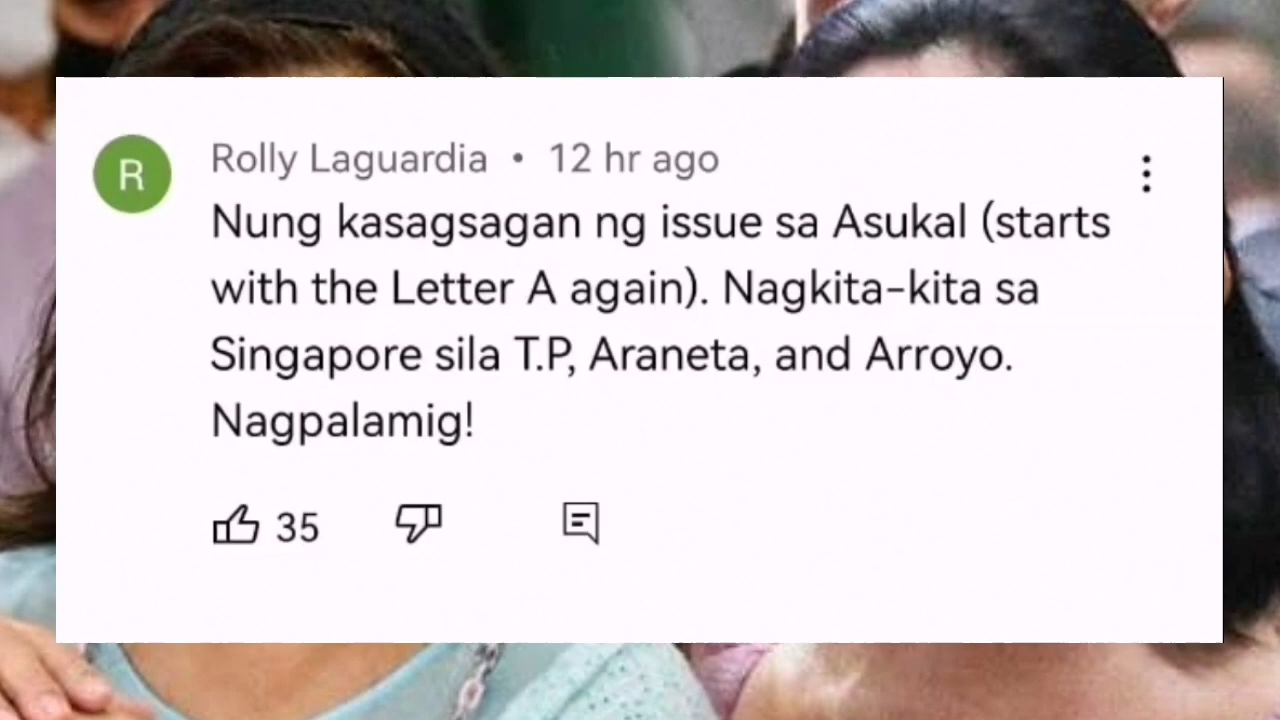 R
Rolly Laguardia • 12 hr ago
Nung kasagsagan ng issue sa Asukal (starts
with the Letter A again). Nagkita-kita sa
Singapore sila T.P, Araneta, and Arroyo.
Nagpalamig!
35